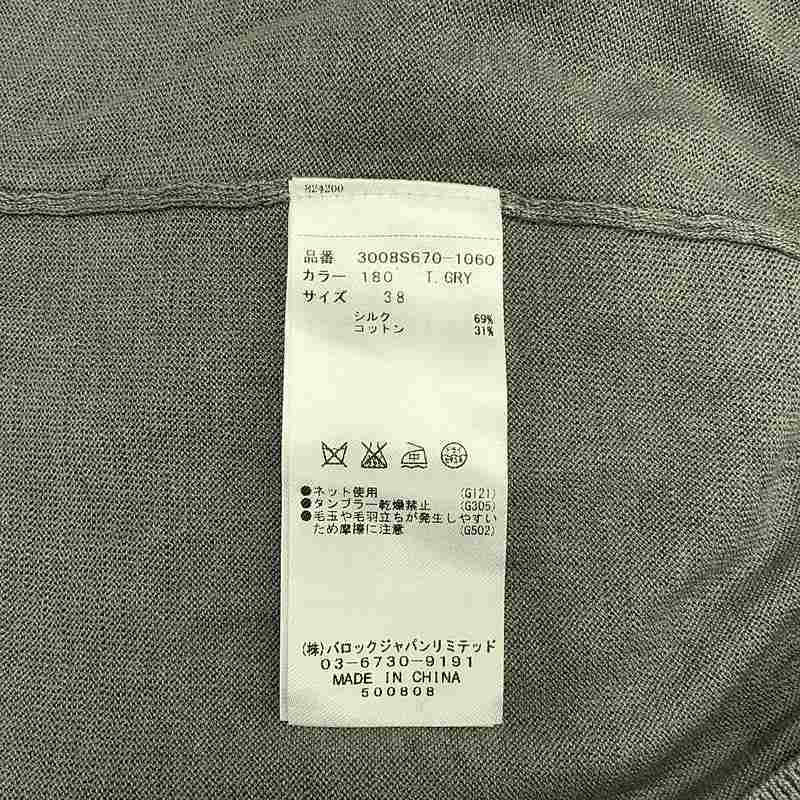 824200
品番 3008S670-1060
カラー 180 T.GRY
サイズ 38
シルク 69%
コットン 31%
●ネット使用 (G121)
●タンブラー乾燥禁止 (G305)
●毛玉や毛羽立ちが発生しやすい
ため摩擦に注意 (G502)
(株)バロックジャパンリミテッド
03-6730-9191
MADE IN CHINA
500808